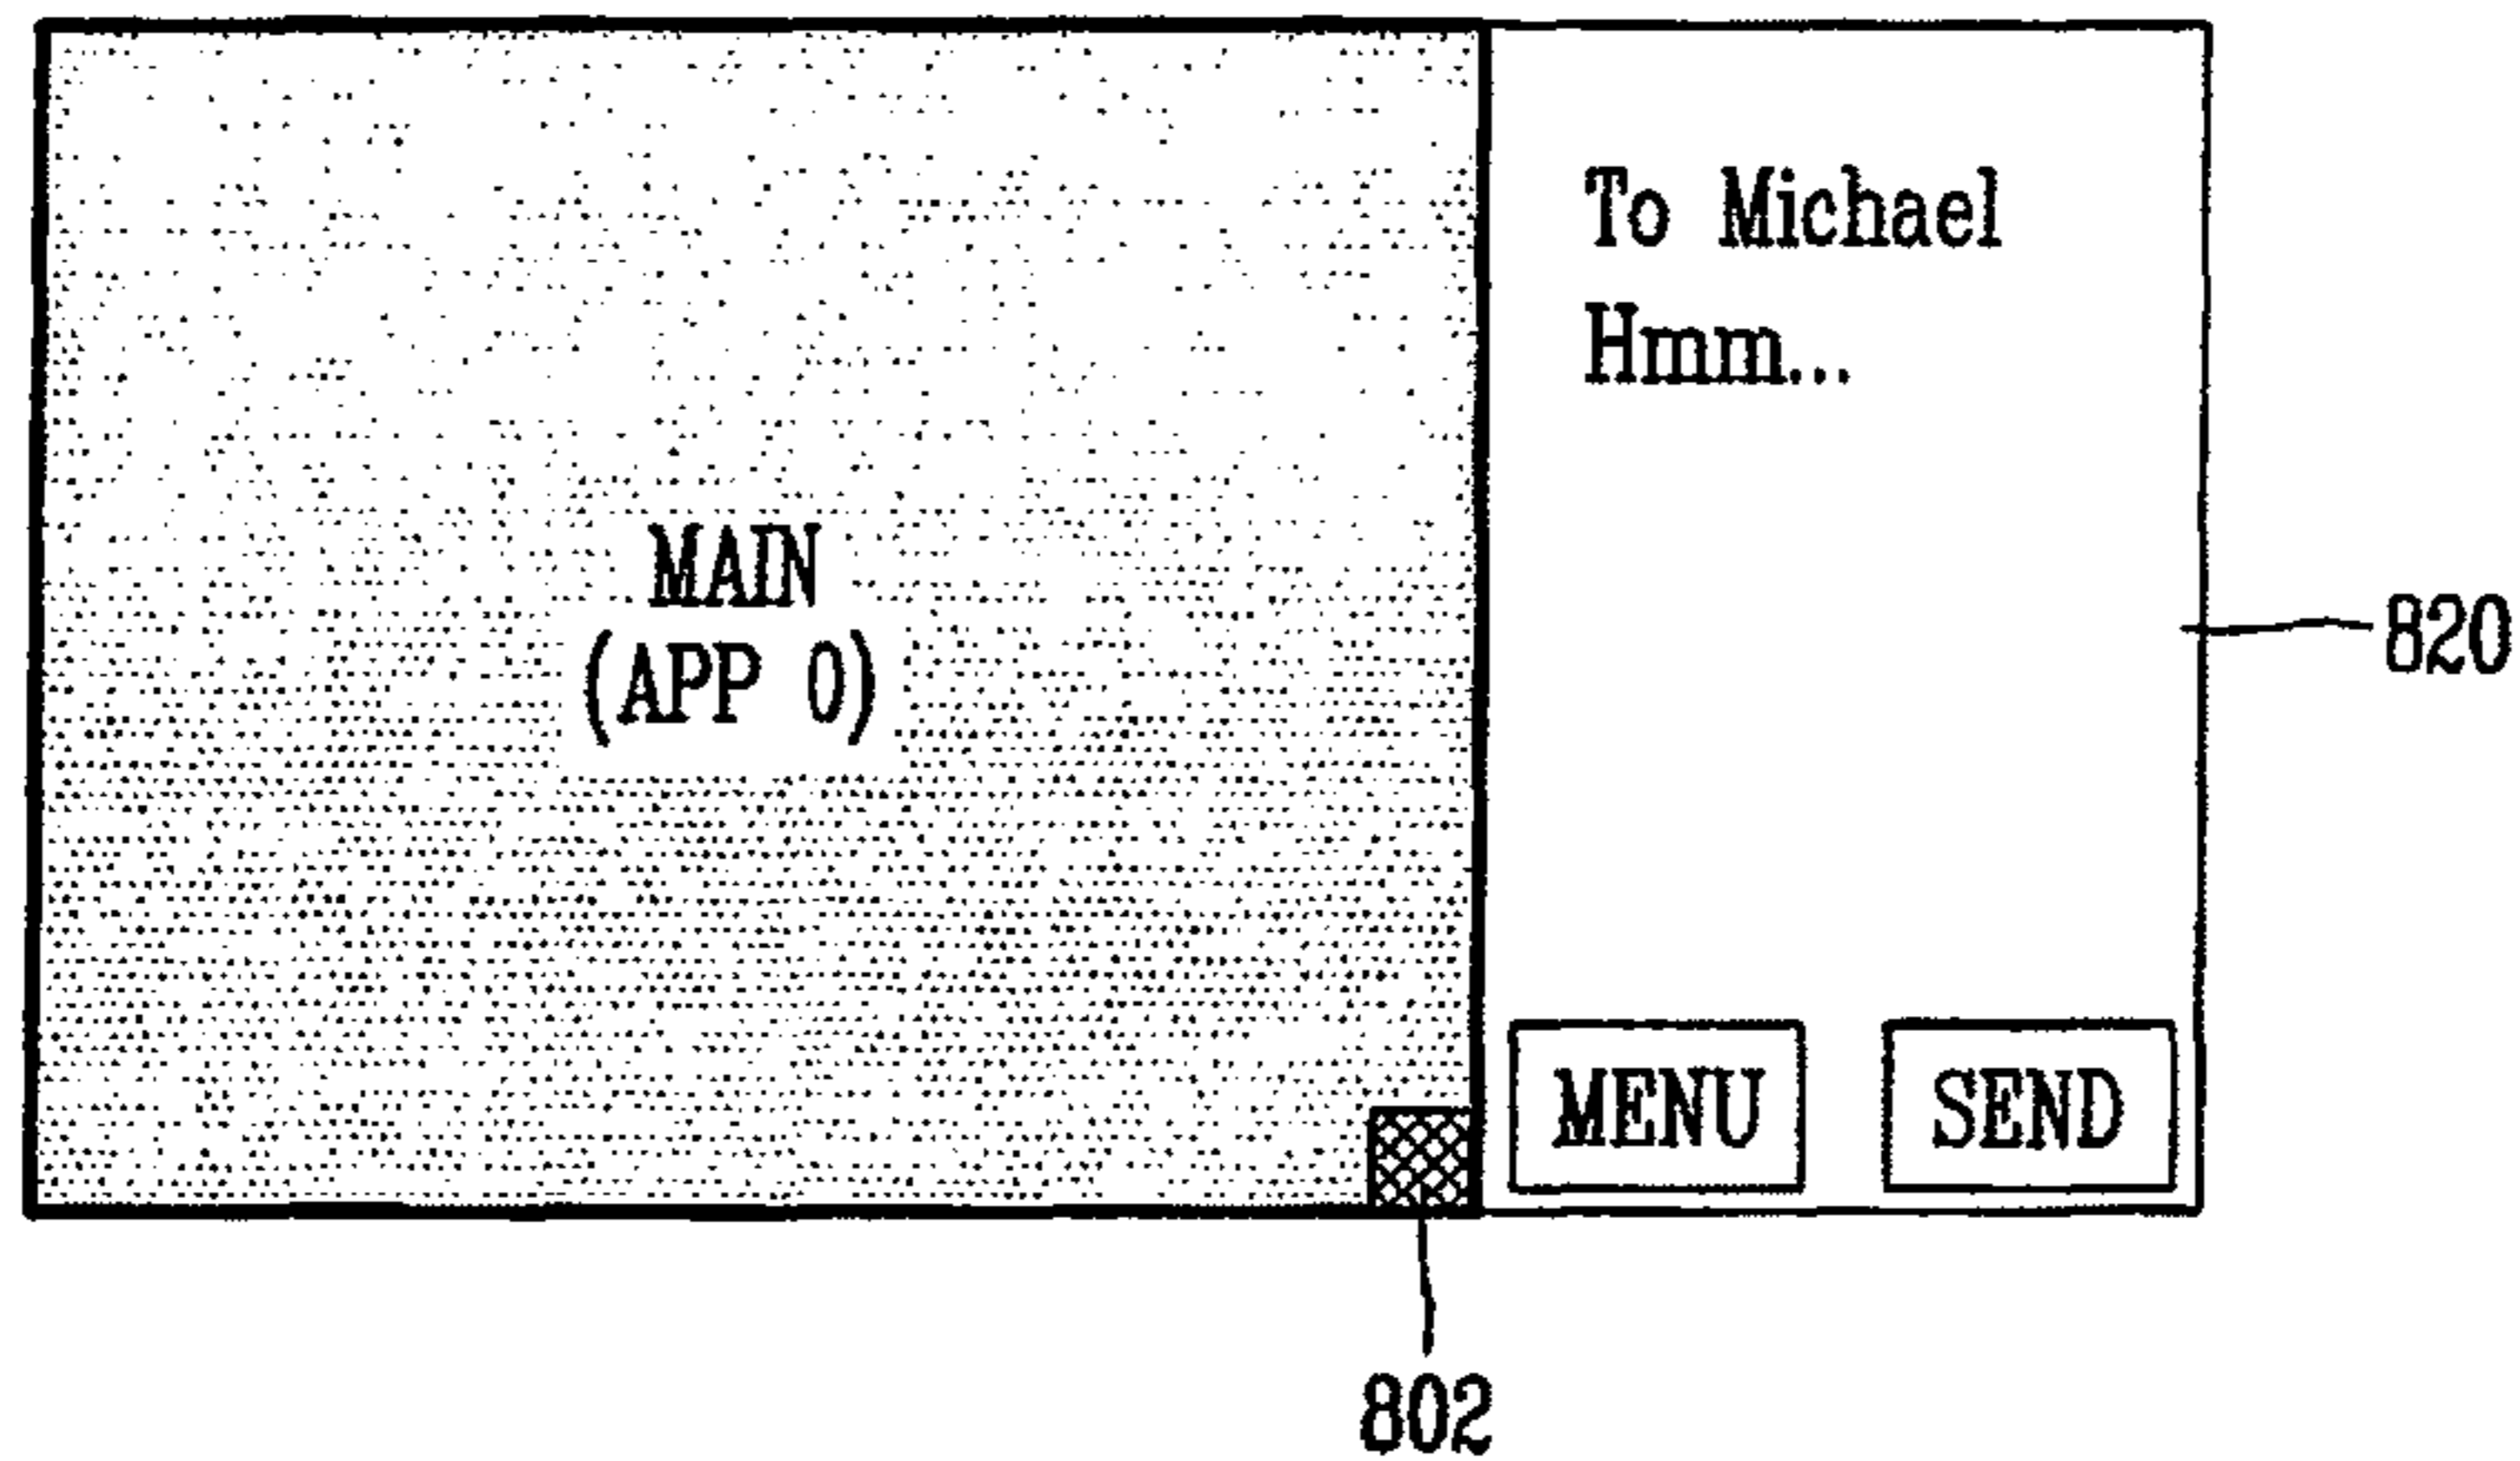 MAIN
(APP 0)
To Michael
Hmm...
MENU
SEND
820
802